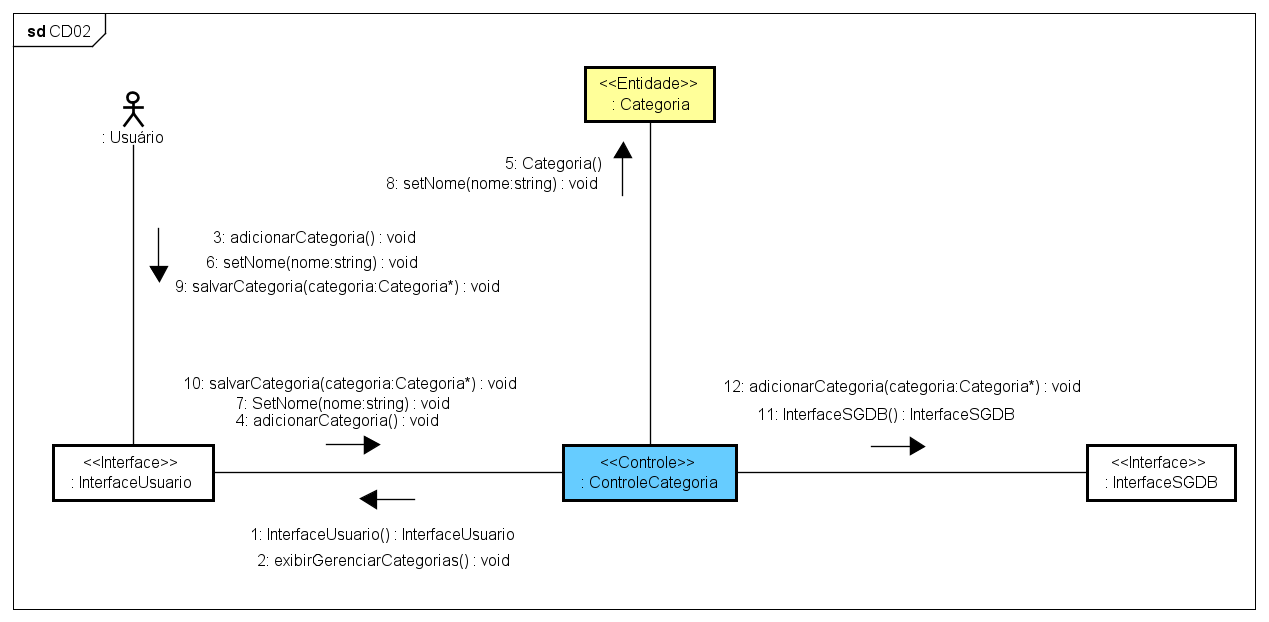 sd CD02
<<Entidade>>
: Categoria
: Usuário
5: Categoria()
8: setNome(nome:string) : void
3: adicionarCategoria() : void
6: setNome(nome:string) : void
9: salvarCategoria(categoria:Categoria*) : void
10: salvarCategoria(categoria:Categoria*) : void
7: SetNome(nome:string) : void
4: adicionarCategoria() : void
12: adicionarCategoria(categoria:Categoria*) : void
11: InterfaceSGDB() : InterfaceSGDB
<<Interface>>
: InterfaceUsuario
<<Controle>>
: ControleCategoria
<<Interface>>
: InterfaceSGDB
1: InterfaceUsuario() : InterfaceUsuario
2: exibirGerenciarCategorias() : void